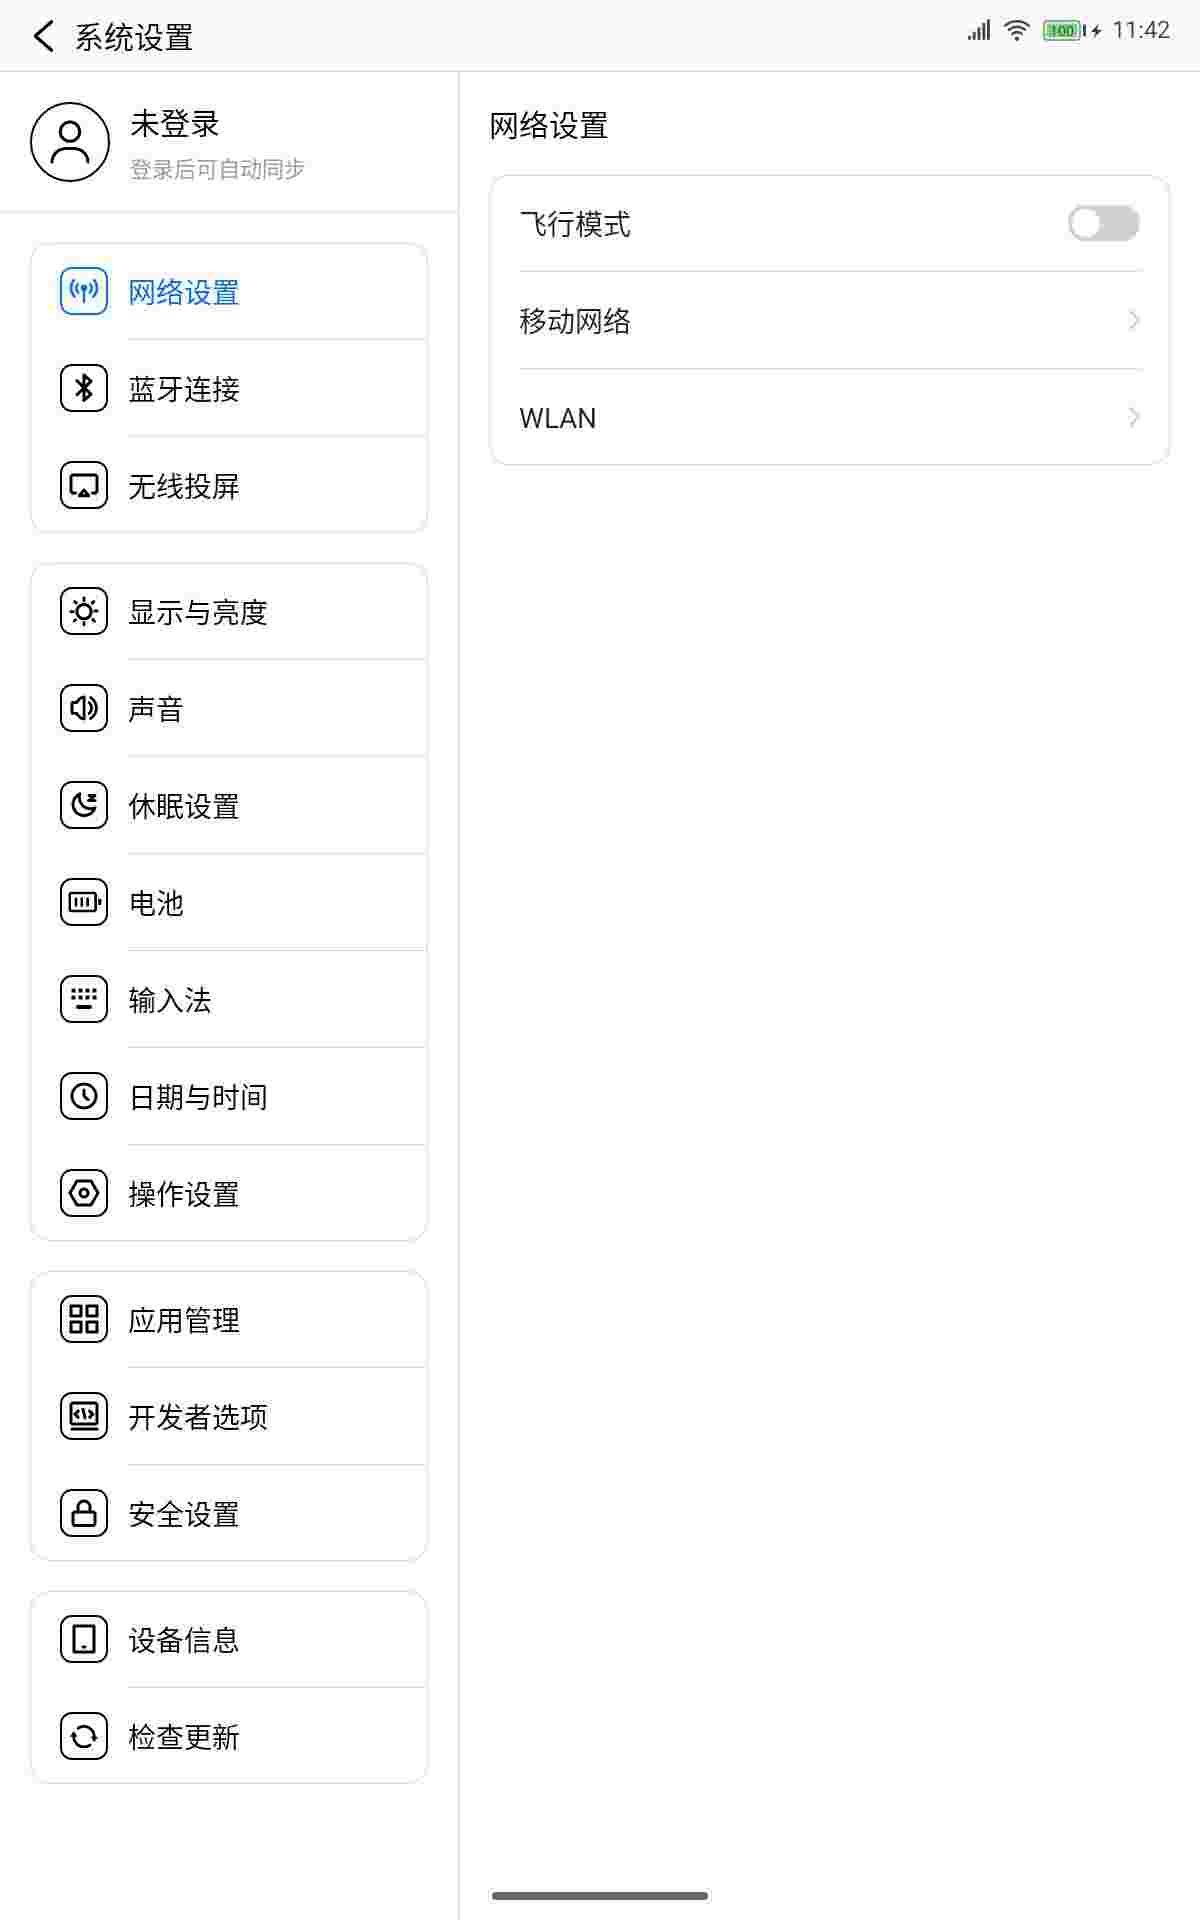 系统设置
100
11:42
未登录
登录后可自动同步
网络设置
蓝牙连接
无线投屏
显示与亮度
声音
休眠设置
电池
输入法
日期与时间
操作设置
应用管理
开发者选项
安全设置
设备信息
检查更新
网络设置
飞行模式
移动网络
WLAN